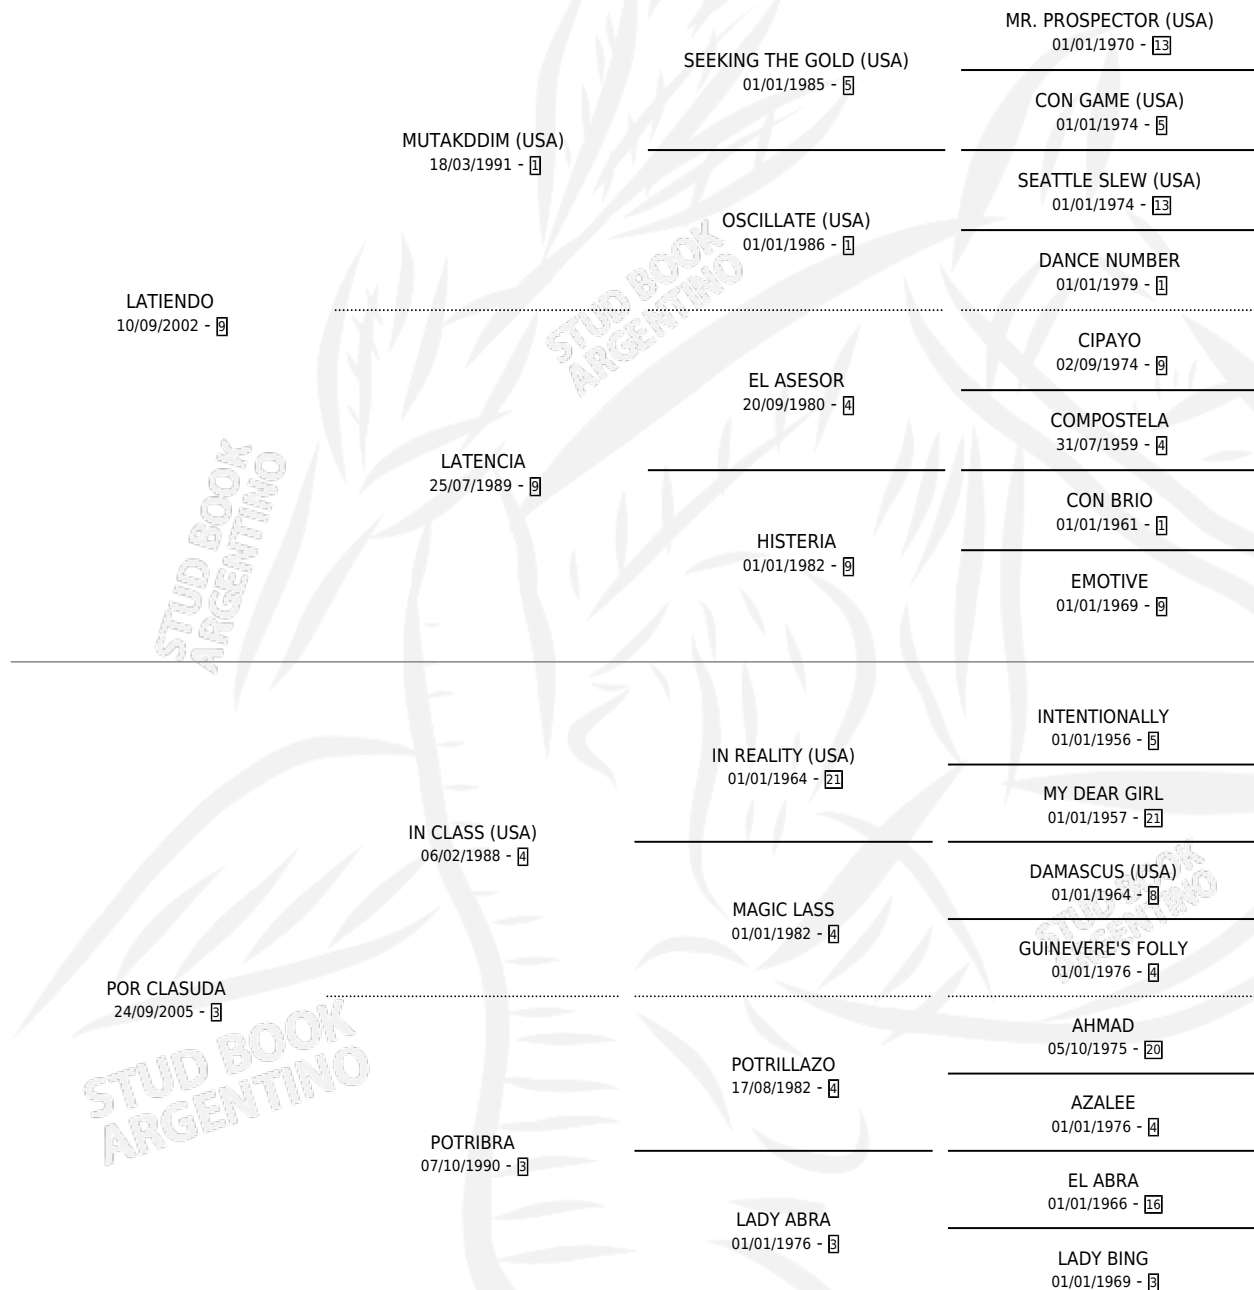 MR. PROSPECTOR (USA)
01/01/1970 - 13
SEEKING THE GOLD (USA)
01/01/1985 - 5
CON GAME (USA)
01/01/1974 - 5
MUTAKDDIM (USA)
18/03/1991 - 1
SEATTLE SLEW (USA)
01/01/1974 - 13
OSCILLATE (USA)
01/01/1986 - 1
DANCE NUMBER
01/01/1979 - 1
LATIENDO
10/09/2002 - 9
STUD BOOK
ARGENTINO
CIPAYO
02/09/1974 - 9
EL ASESOR
20/09/1980 - 4
COMPOSTELA
31/07/1959 - 4
LATENCIA
25/07/1989 - 9
CON BRIO
01/01/1961 - 1
HISTERIA
01/01/1982 - 9
EMOTIVE
01/01/1969 - 9
STUD BOOK
ARGENTINO
INTENTIONALLY
01/01/1956 - 5
IN REALITY (USA)
01/01/1964 - 21
MY DEAR GIRL
01/01/1957 - 21
IN CLASS (USA)
06/02/1988 - 4
DAMASCUS (USA)
01/01/1964 - 8
MAGIC LASS
01/01/1982 - 4
STUD BOOK
ARGENTINO
GUINEVERE'S FOLLY
01/01/1976 - 4
POR CLASUDA
24/09/2005 - 3
STUD BOOK
ARGENTINO
AHMAD
05/10/1975 - 20
POTRILLAZO
17/08/1982 - 4
AZALEE
01/01/1976 - 4
POTRIBRA
07/10/1990 - 3
EL ABRA
01/01/1966 - 16
LADY ABRA
01/01/1976 - 3
LADY BING
01/01/1969 - 3